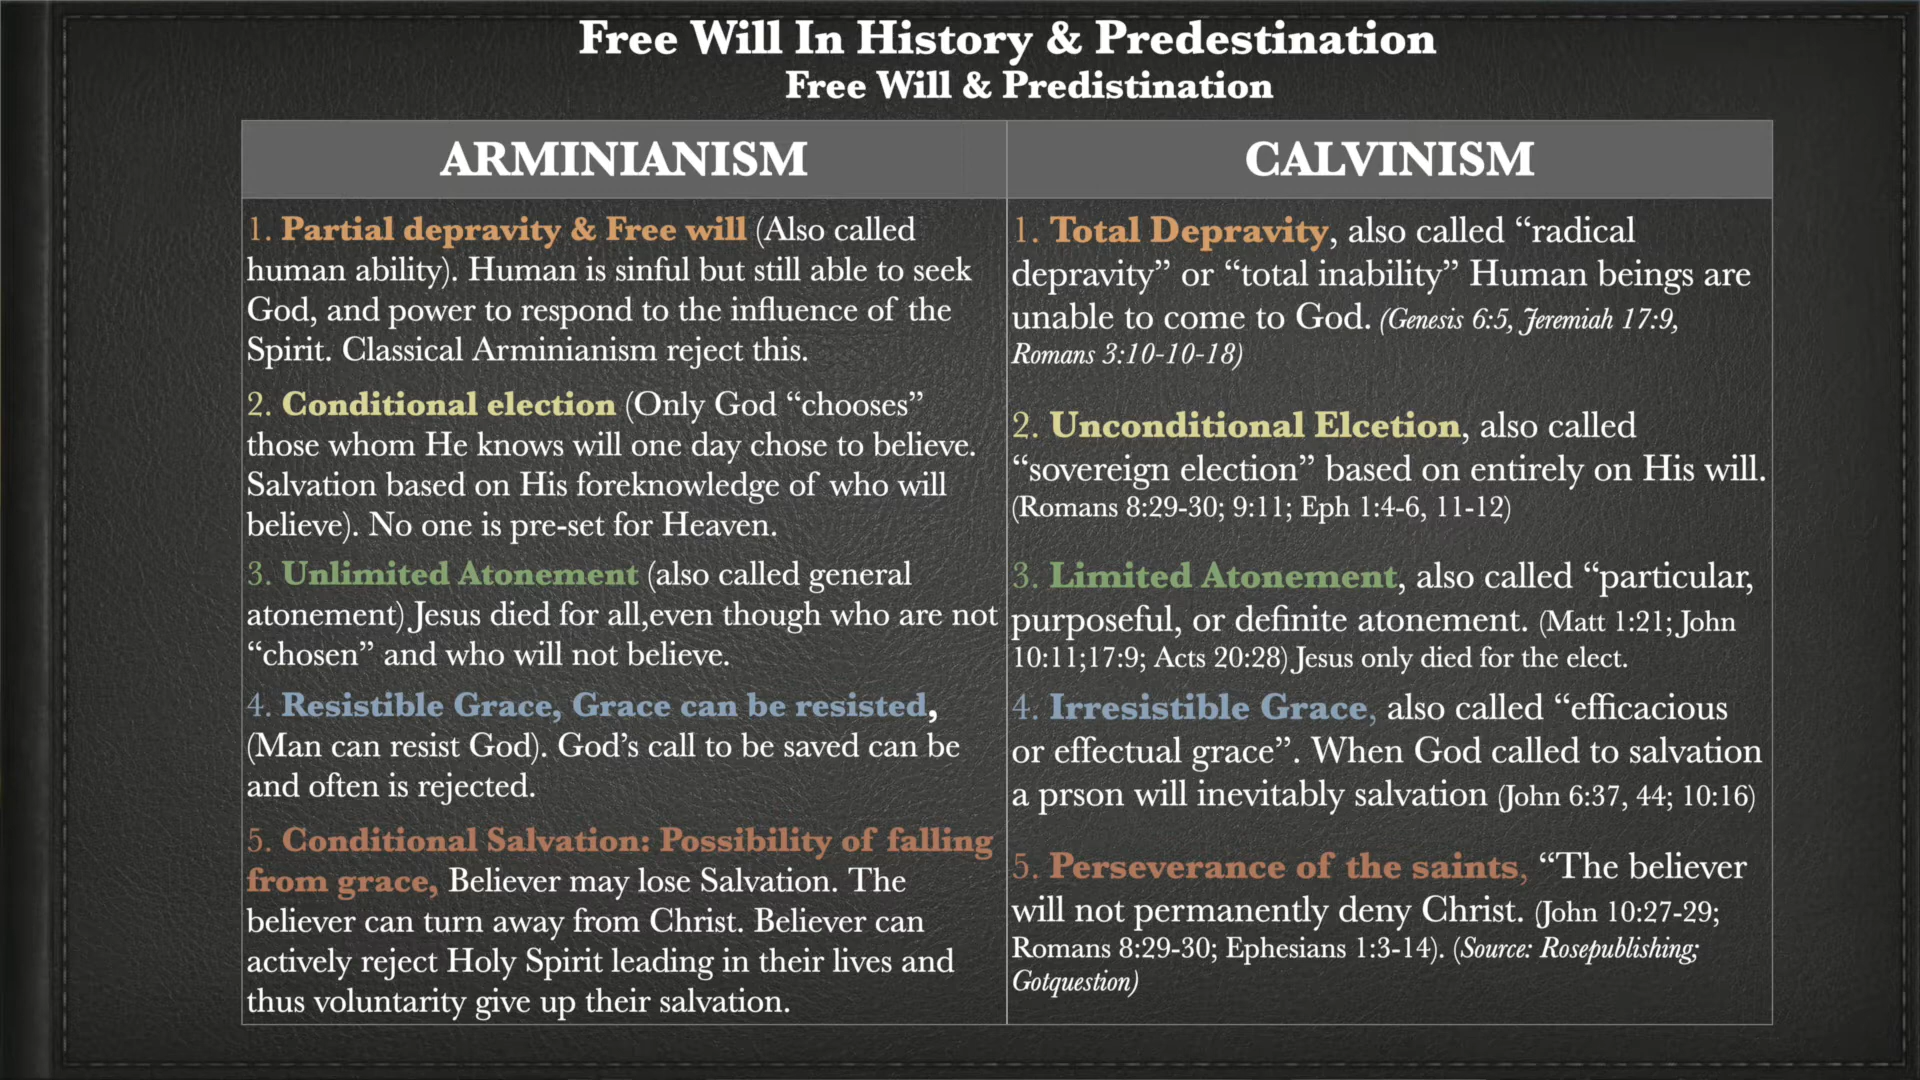 Free Will In History & Predestination
Free Will & Predistination
ARMINIANISM
1. Partial depravity & Free will (Also called
human ability). Human is sinful but still able to seek
God, and power to respond to the influence of the
Spirit. Classical Arminianism reject this.
2. Conditional election (Only God “chooses”
those whom He knows will one day chose to believe.
Salvation based on His foreknowledge of who will
believe). No one is pre-set for Heaven.
3. Unlimited Atonement (also called general
atonement) Jesus died for all,even though who are not
“chosen” and who will not believe.
4. Resistible Grace, Grace can be resisted,
(Man can resist God). God’s call to be saved can be
and often is rejected.
5. Conditional Salvation: Possibility of falling
from grace, Believer may lose Salvation. The
believer can turn away from Christ. Believer can
actively reject Holy Spirit leading in their lives and
thus voluntarity give up their salvation.
CALVINISM
1. Total Depravity, also called “radical
depravity” or “total inability” Human beings are
unable to come to God. (Genesis 6:5, Jeremiah 17:9,
Romans 3:10-10-18)
2. Unconditional Elcetion, also called
“sovereign election” based on entirely on His will.
(Romans 8:29-30; 9:11; Eph 1:4-6, 11-12)
3. Limited Atonement, also called “particular,
purposeful, or definite atonement. (Matt 1:21; John
10:11;17:9; Acts 20:28) Jesus only died for the elect.
4. Irresistible Grace, also called “efficacious
or effectual grace”. When God called to salvation
a prson will inevitably salvation (John 6:37, 44; 10:16)
5. Perseverance of the saints, “The believer
will not permanently deny Christ. (John 10:27-29;
Romans 8:29-30; Ephesians 1:3-14). (Source: Rosepublishing;
Gotquestion)